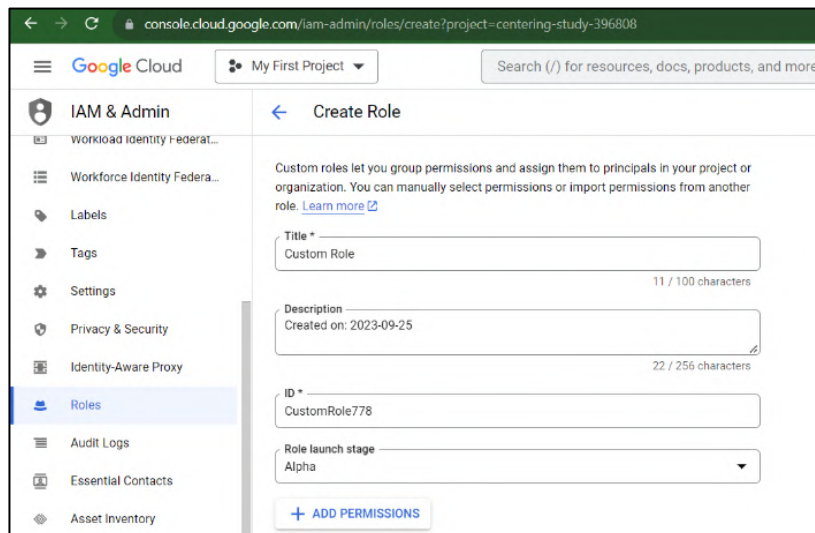 console.cloud.google.com/iam-admin/roles/create?project=centering-study-396808
Google Cloud
My First Project
Search (/) for resources, docs, products, and more
IAM & Admin
Create Role
Workload Identity Federat...
Workforce Identity Federa...
Labels
Tags
Settings
Privacy & Security
Identity-Aware Proxy
Roles
Audit Logs
Essential Contacts
Asset Inventory
Custom roles let you group permissions and assign them to principals in your project or
organization. You can manually select permissions or import permissions from another
role. Learn more
Title *
Custom Role
11 / 100 characters
Description
Created on: 2023-09-25
22 / 256 characters
ID *
CustomRole778
Role launch stage
Alpha
+ ADD PERMISSIONS